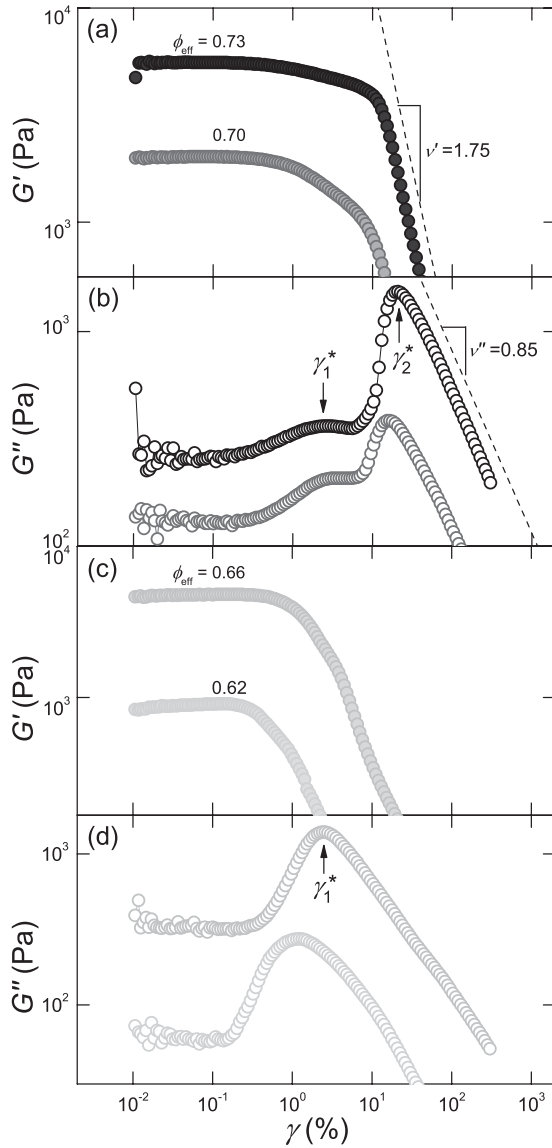 10⁴
(a)
ϕeff = 0.73
0.70
ν' =1.75
G' (Pa)
10³
(b)
10³
γ₁*
γ₂*
ν'' =0.85
G'' (Pa)
10²
10⁴
(c)
ϕeff = 0.66
G' (Pa)
10³
0.62
(d)
10³
γ₁*
G'' (Pa)
10²
10⁻² 10⁻¹ 10⁰ 10¹ 10² 10³
γ (%)